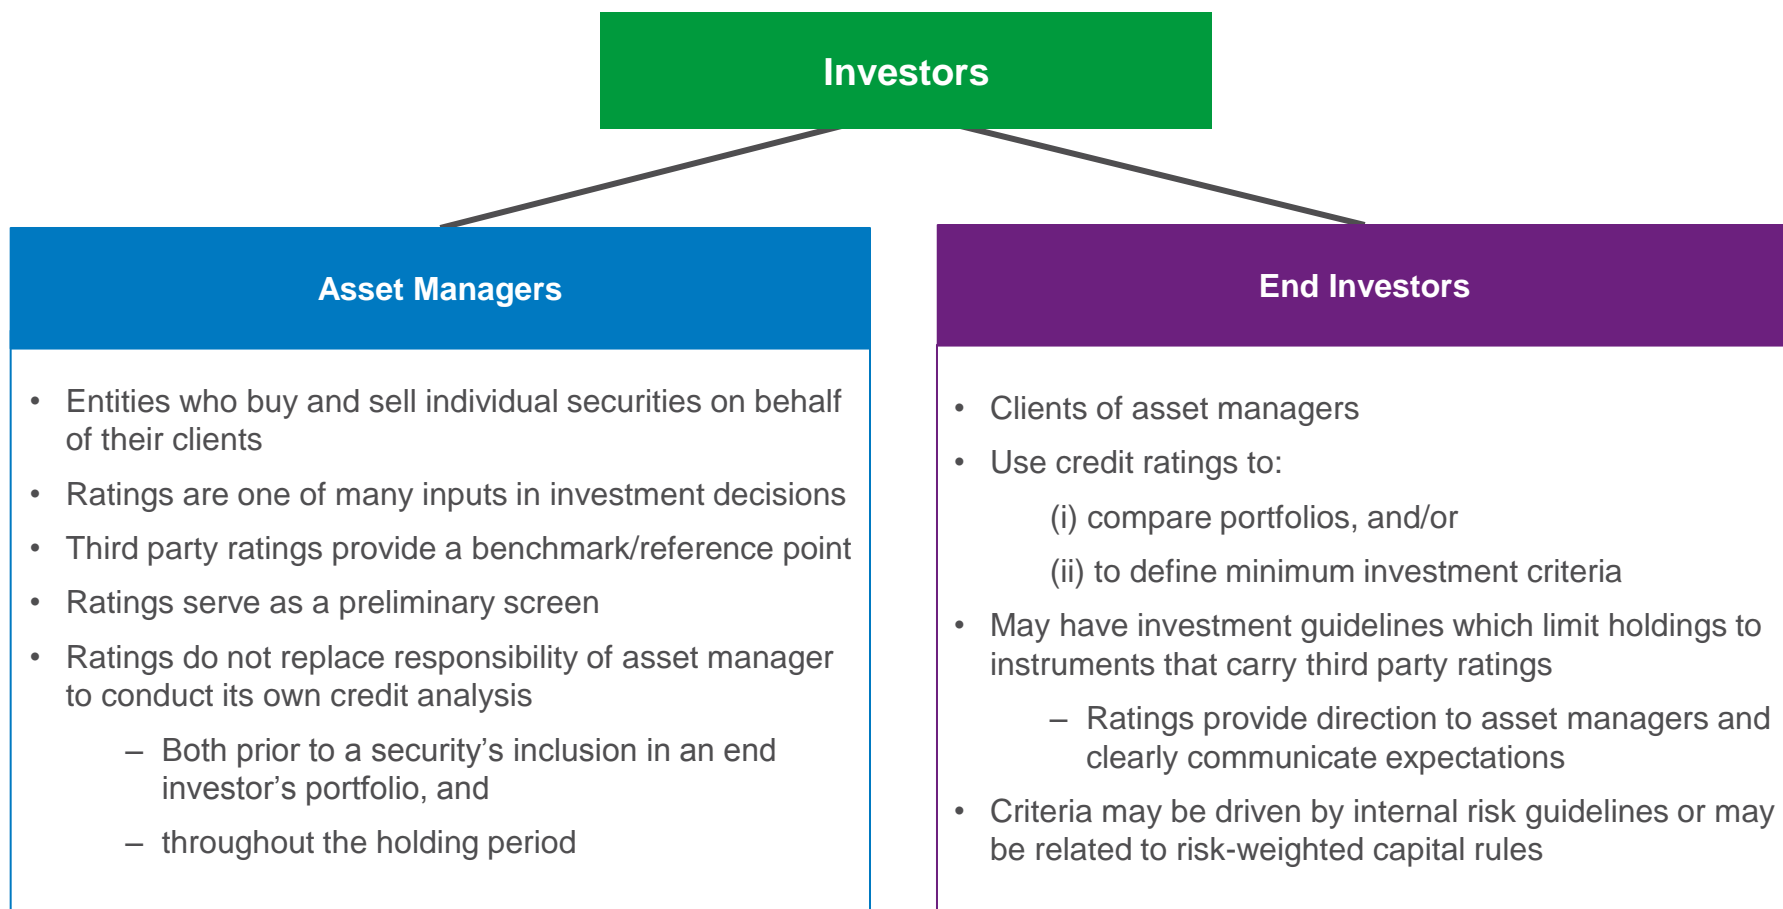 Investors
Asset Managers
• Entities who buy and sell individual securities on behalf
of their clients
• Ratings are one of many inputs in investment decisions
• Third party ratings provide a benchmark/reference point
• Ratings serve as a preliminary screen
• Ratings do not replace responsibility of asset manager
to conduct its own credit analysis
– Both prior to a security’s inclusion in an end
investor’s portfolio, and
– throughout the holding period
End Investors
• Clients of asset managers
• Use credit ratings to:
(i) compare portfolios, and/or
(ii) to define minimum investment criteria
• May have investment guidelines which limit holdings to
instruments that carry third party ratings
– Ratings provide direction to asset managers and
clearly communicate expectations
• Criteria may be driven by internal risk guidelines or may
be related to risk-weighted capital rules